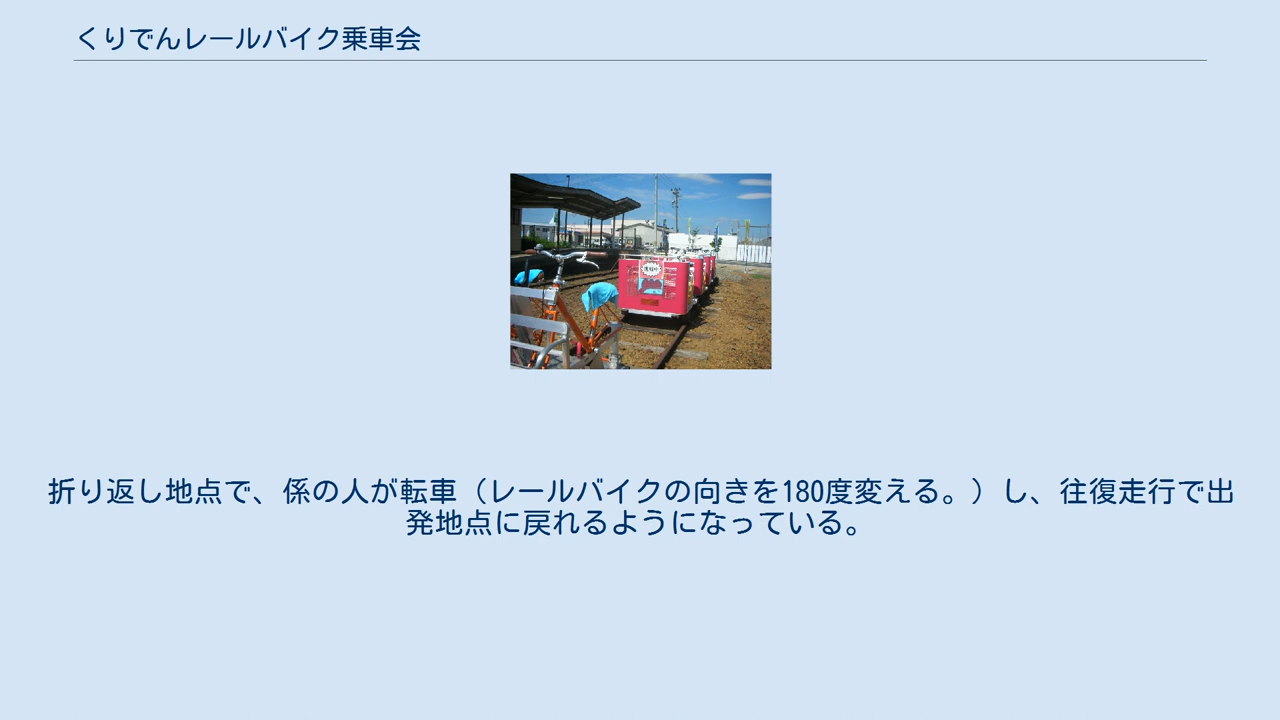 くりでんレールバイク乗車会
折り返し地点で、係の人が転車（レールバイクの向きを180度変える。）し、往復走行で出
発地点に戻れるようになっている。